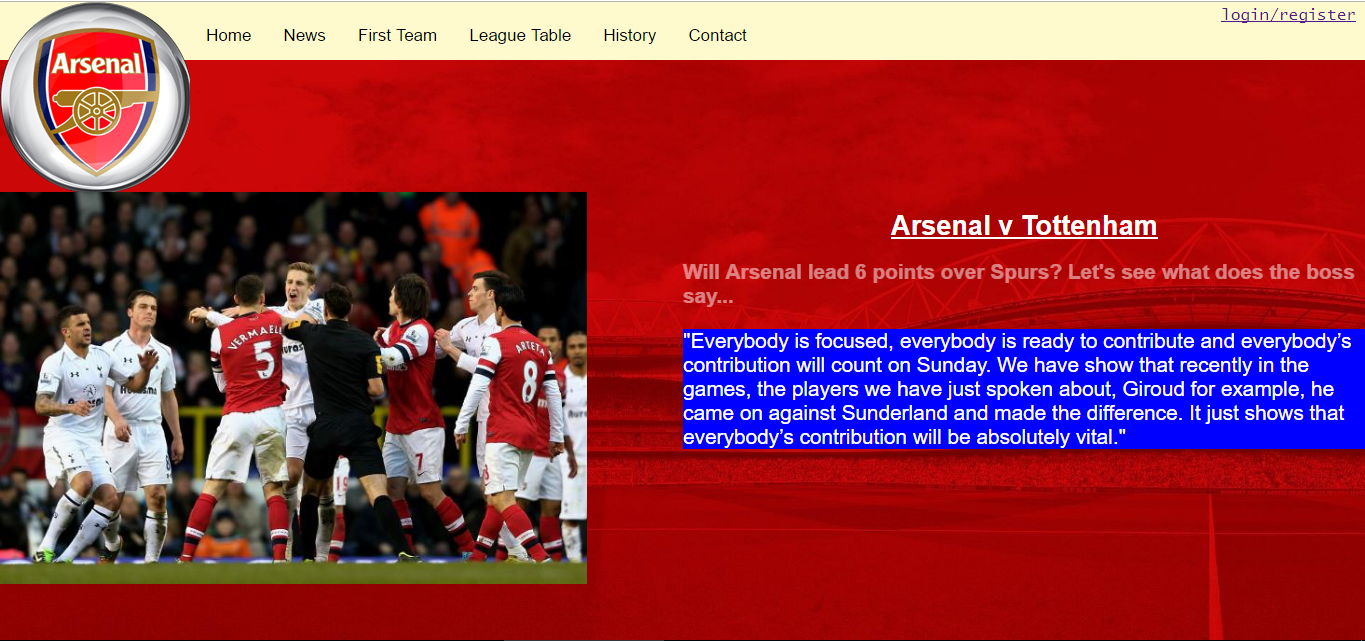 login/register
Home News First Team League Table History Contact
Arsenal
Arsenal v Tottenham
Will Arsenal lead 6 points over Spurs? Let's see what does the boss
say...
"Everybody is focused, everybody is ready to contribute and everybody’s
contribution will count on Sunday. We have show that recently in the
games, the players we have just spoken about, Giroud for example, he
came on against Sunderland and made the difference. It just shows that
everybody’s contribution will be absolutely vital."
VERMAELEN
5
ARTETA
8
7
19